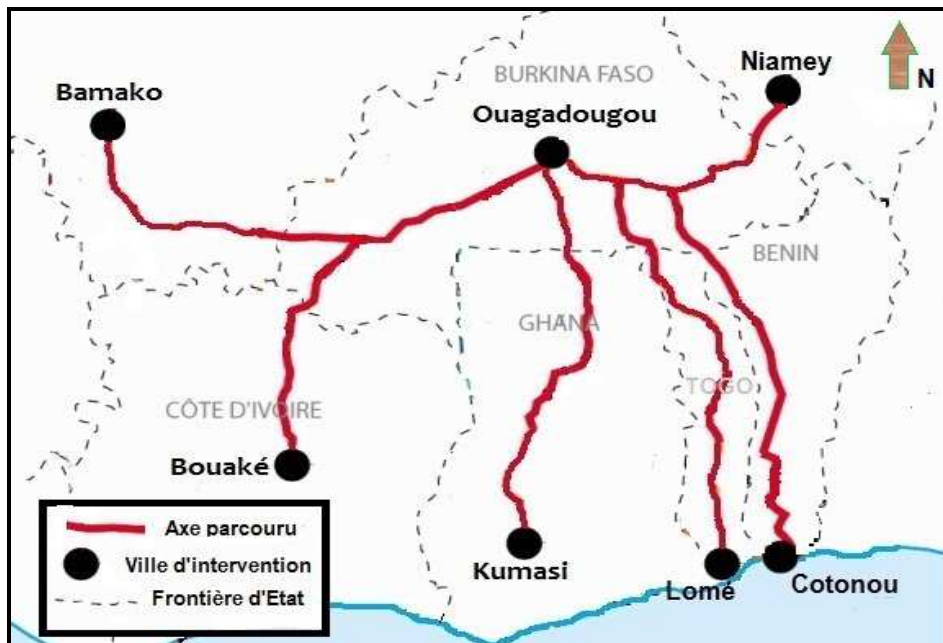 BURKINA FASO
Niamey
N
Bamako
Ouagadougou
BENIN
GHANA
TOGO
CÔTE D'IVOIRE
Bouaké
Axe parcouru
Ville d'intervention
Frontière d'Etat
Kumasi
Lomé
Cotonou